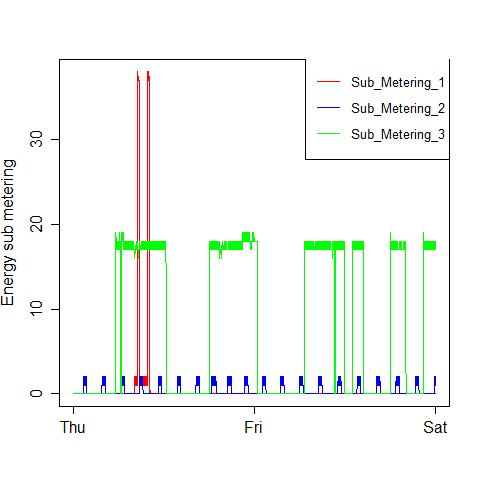 Sub_Metering_1
Sub_Metering_2
Sub_Metering_3
Energy sub metering
30
20
10
0
Thu Fri Sat